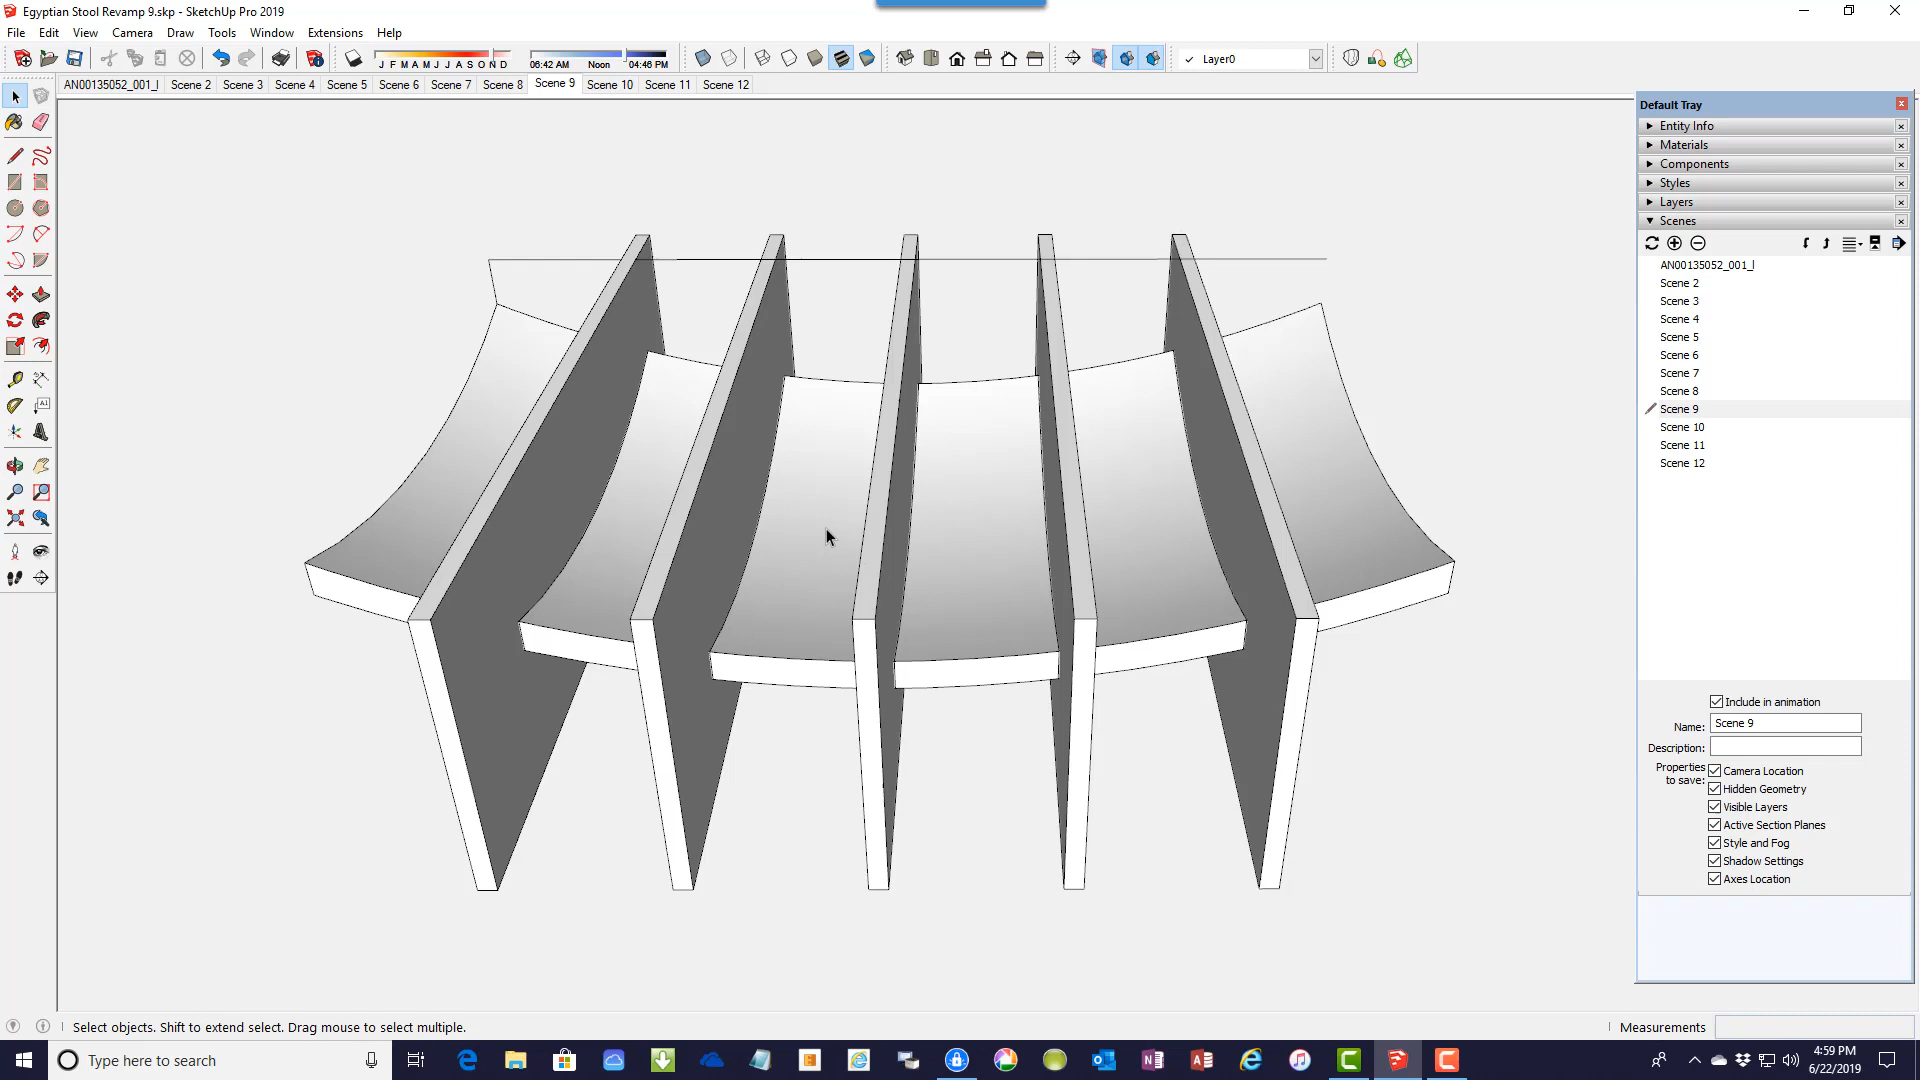 Egyptian Stool Revamp 9.skp - SketchUp Pro 2019
File Edit View Camera Draw Tools Window Extensions Help
J F M A M J J A S O N D
06:42 AM Noon 04:46 PM
Layer0
AN00135052_001_l Scene 2 Scene 3 Scene 4 Scene 5 Scene 6 Scene 7 Scene 8 Scene 9 Scene 10 Scene 11 Scene 12
Default Tray
Entity Info
Materials
Components
Styles
Layers
Scenes
AN00135052_001_l
Scene 2
Scene 3
Scene 4
Scene 5
Scene 6
Scene 7
Scene 8
Scene 9
Scene 10
Scene 11
Scene 12
Include in animation
Name: Scene 9
Description:
Properties to save:
Camera Location
Hidden Geometry
Visible Layers
Active Section Planes
Style and Fog
Shadow Settings
Axes Location
Select objects. Shift to extend select. Drag mouse to select multiple.
Measurements
Type here to search
4:59 PM
6/22/2019